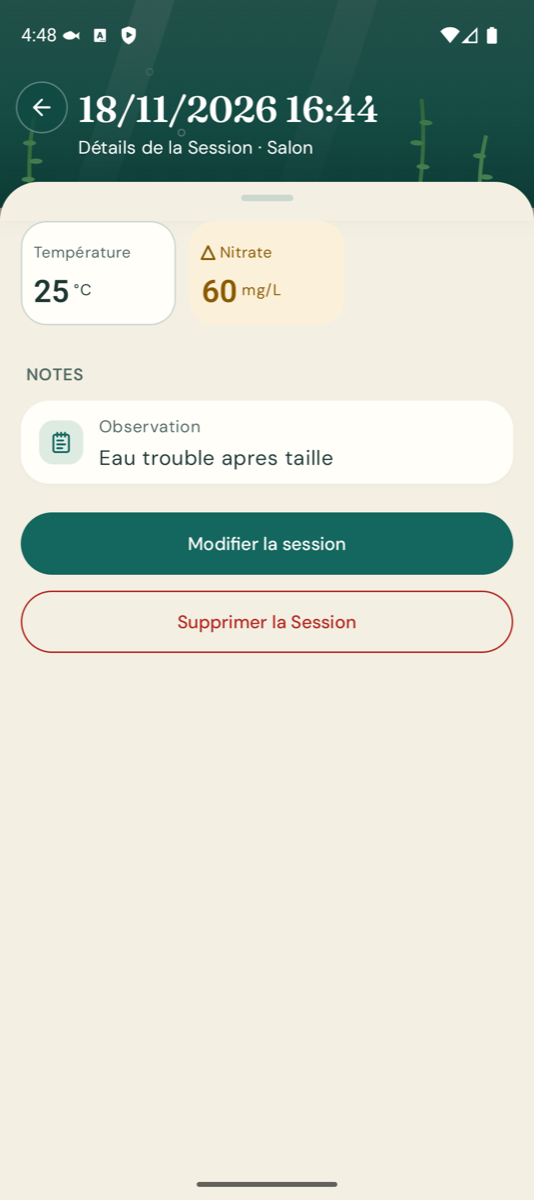 4:48
18/11/2026 16:44
Détails de la Session · Salon
Température
25 °C
Nitrate
60 mg/L
NOTES
Observation
Eau trouble apres taille
Modifier la session
Supprimer la Session